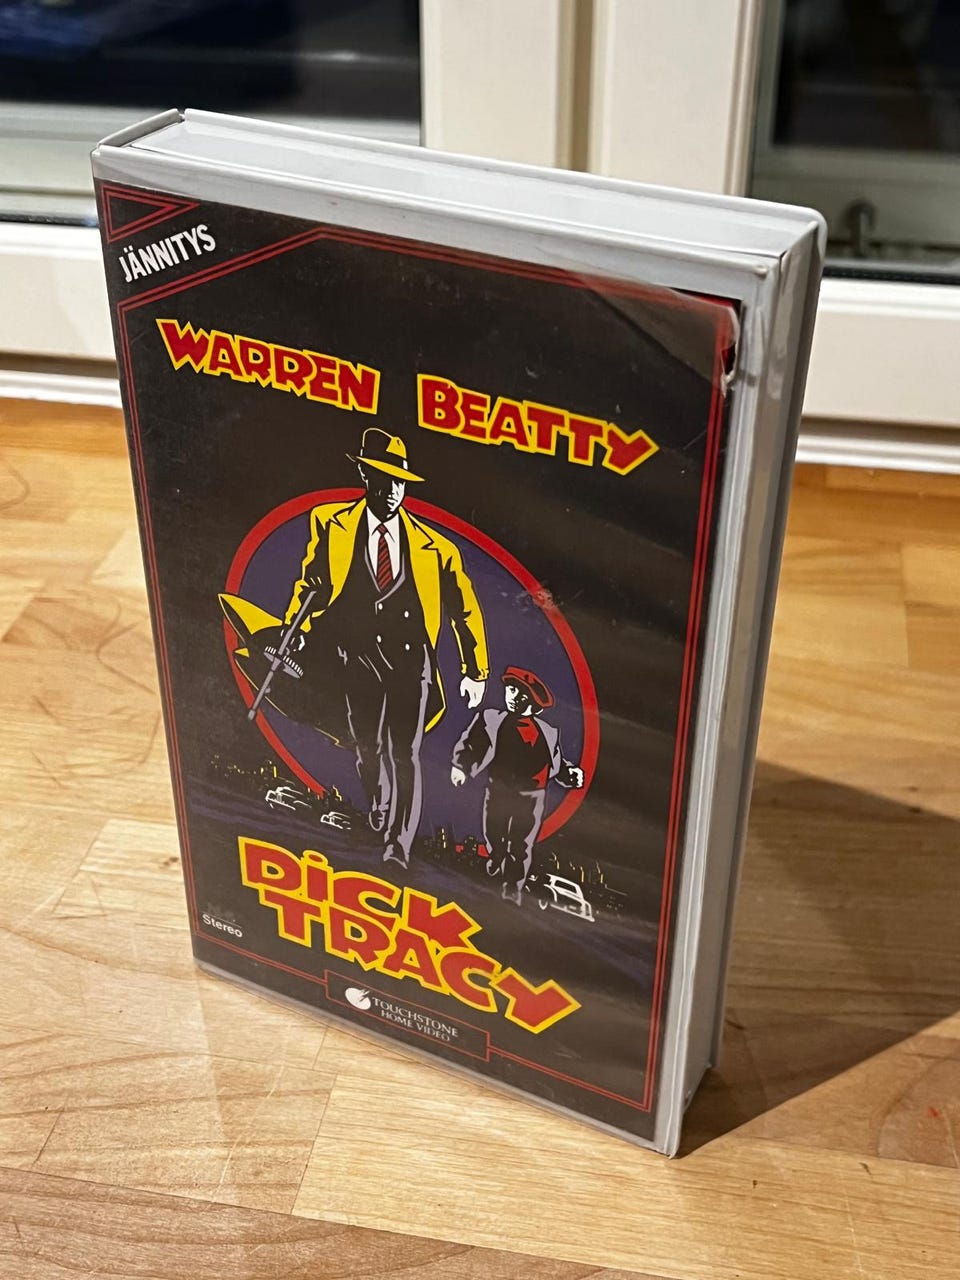 JÄNNITYS
WARREN BEATTY
DiCK
TRACY
Stereo
TOUCHSTONE
HOME VIDEO